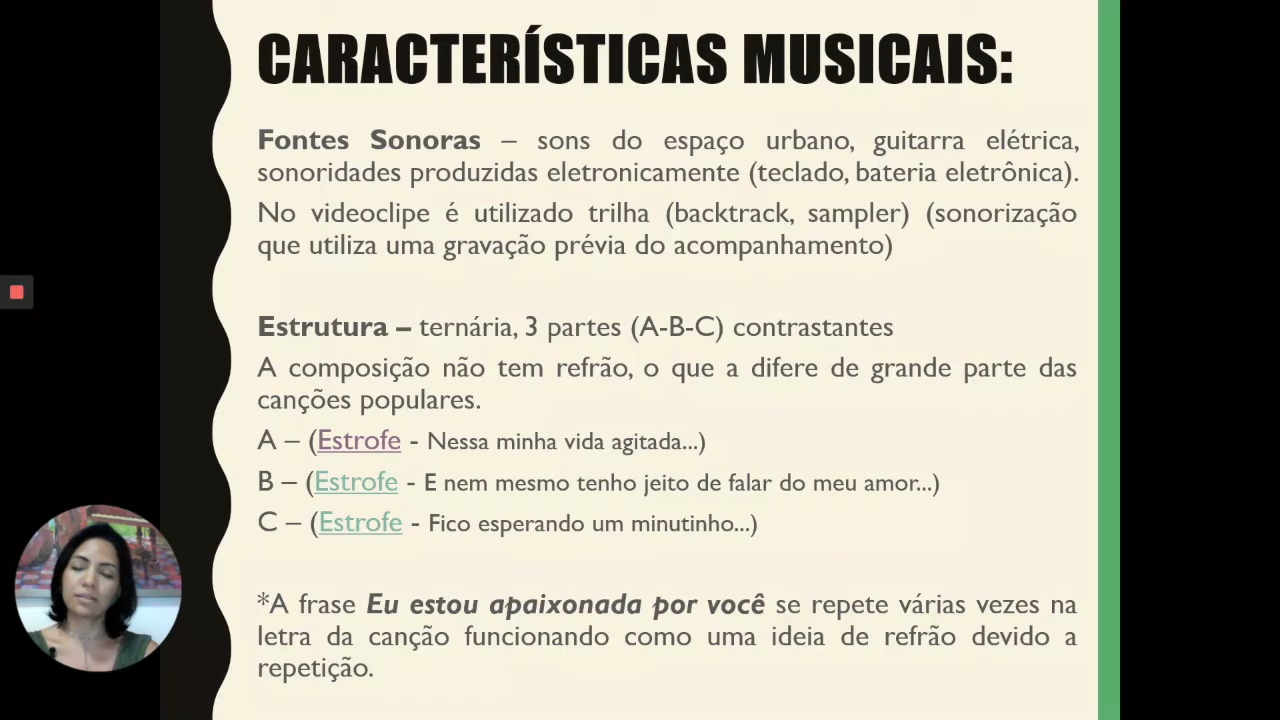 CARACTERÍSTICAS MUSICAIS:
Fontes Sonoras – sons do espaço urbano, guitarra elétrica,
sonoridades produzidas eletronicamente (teclado, bateria eletrônica).
No videoclipe é utilizado trilha (backtrack, sampler) (sonorização
que utiliza uma gravação prévia do acompanhamento)
Estrutura – ternária, 3 partes (A-B-C) contrastantes
A composição não tem refrão, o que a difere de grande parte das
canções populares.
A – (Estrofe - Nessa minha vida agitada...)
B – (Estrofe - E nem mesmo tenho jeito de falar do meu amor...)
C – (Estrofe - Fico esperando um minutinho...)
*A frase Eu estou apaixonada por você se repete várias vezes na
letra da canção funcionando como uma ideia de refrão devido a
repetição.